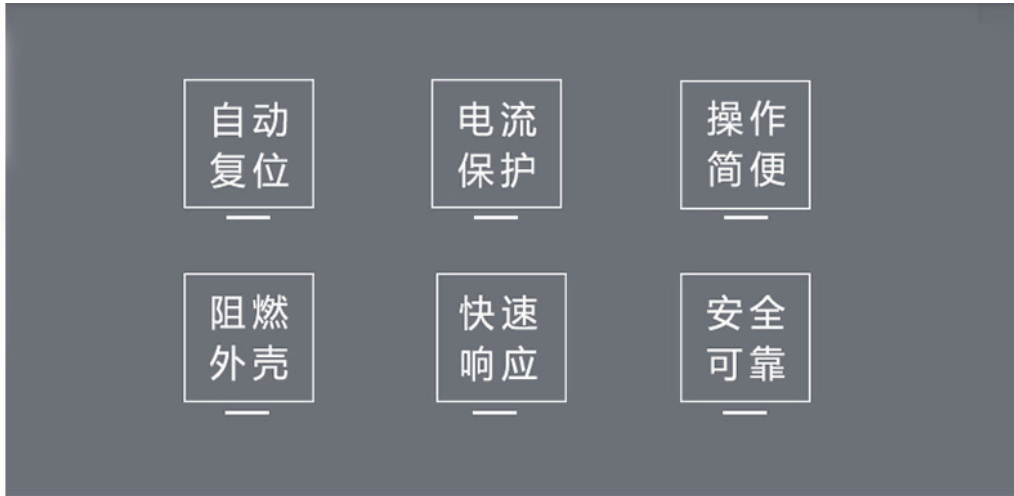 自动
复位
电流
保护
操作
简便
阻燃
外壳
快速
响应
安全
可靠